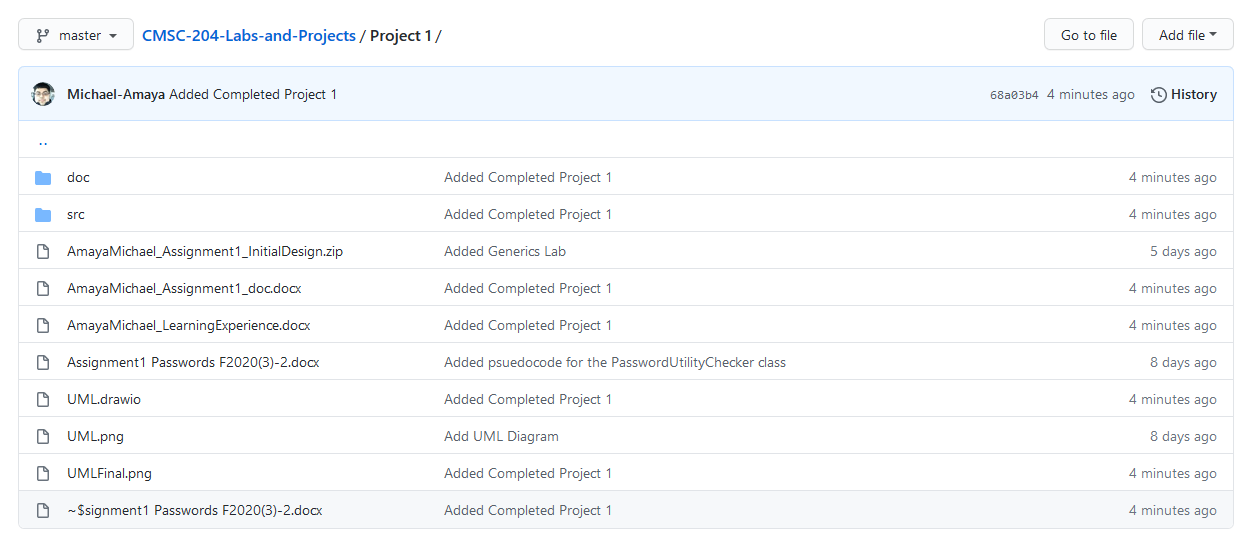 master CMSC-204-Labs-and-Projects / Project 1 / Go to file Add file
Michael-Amaya Added Completed Project 1 68a03b4 4 minutes ago History
..
doc Added Completed Project 1 4 minutes ago
src Added Completed Project 1 4 minutes ago
AmayaMichael_Assignment1_InitialDesign.zip Added Generics Lab 5 days ago
AmayaMichael_Assignment1_doc.docx Added Completed Project 1 4 minutes ago
AmayaMichael_LearningExperience.docx Added Completed Project 1 4 minutes ago
Assignment1 Passwords F2020(3)-2.docx Added psuedocode for the PasswordUtilityChecker class 8 days ago
UML.drawio Added Completed Project 1 4 minutes ago
UML.png Add UML Diagram 8 days ago
UMLFinal.png Added Completed Project 1 4 minutes ago
~$signment1 Passwords F2020(3)-2.docx Added Completed Project 1 4 minutes ago